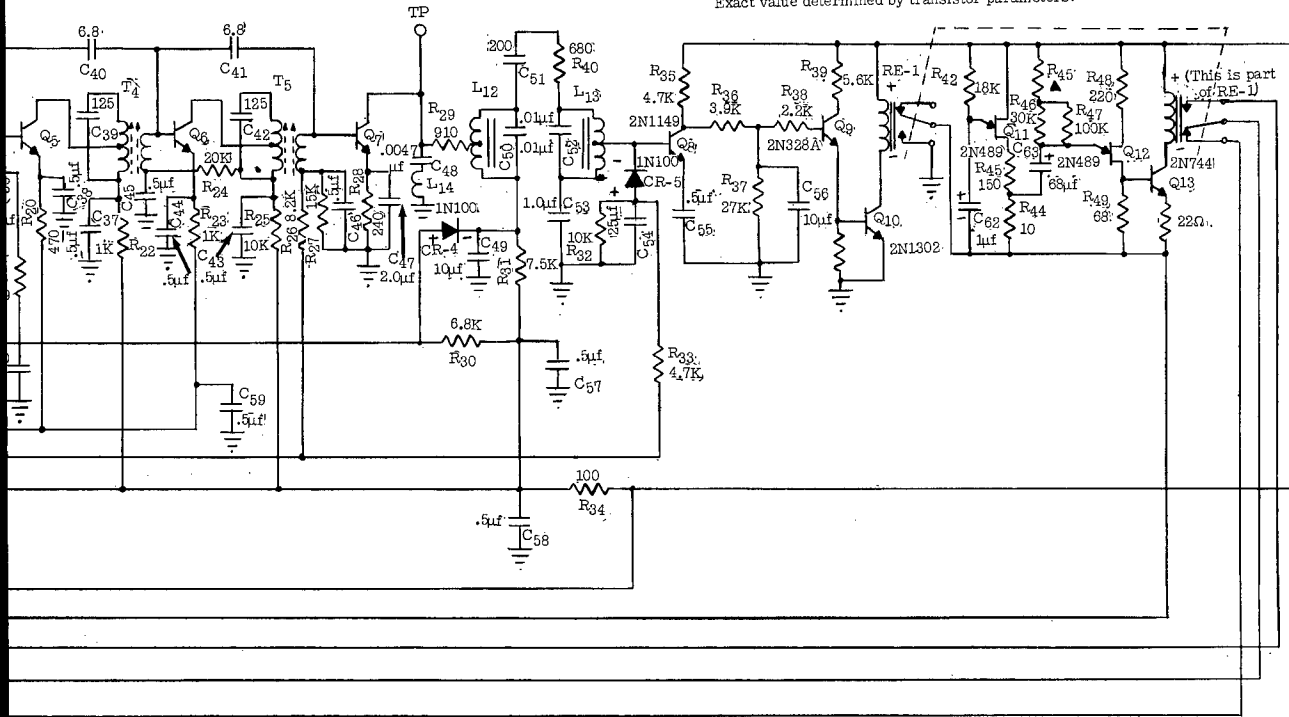 Exact value determined by transistor parameters.
TP
6.8
C40
6.8
C41
T4
T5
125
C39
125
C42
Q5
Q6
Q7
20K
R24
R20
470
.5µf
C38
.5µf
C37
1K
R22
C45
.5µf
C44
.5µf
R23
1K
C43
.5µf
R25
10K
R26 8.2K
R27 15K
C46 .5µf
R28
240
C47
2.0µf
µf
.0047
C48
L14
R29
910
L12
200
C51
680
R40
L13
.01µf
.01µf
C50
C52
1N100
CR-4
10µf
C49
R31
7.5K
1.0µf
C53
10K
R32
25µf
C54
1N100
CR-5
6.8K
R30
.5µf
C57
R33
4.7K
C59
.5µf
100
R34
.5µf
C58
R35
4.7K
2N1149
Q8
R36
3.9K
R38
2.2K
2N328A
R37
27K
.5µf
C55
C56
10µf
R39
5.6K
Q9
Q10
2N1302
RE-1
R42
18K
Q11
2N489
R45
150
R44
10
C62
1µf
R45
R46
30K
R47
100K
C63
68µf
2N489
Q12
R48
220
R49
68
2N744
Q13
22Ω
(This is part
of RE-1)